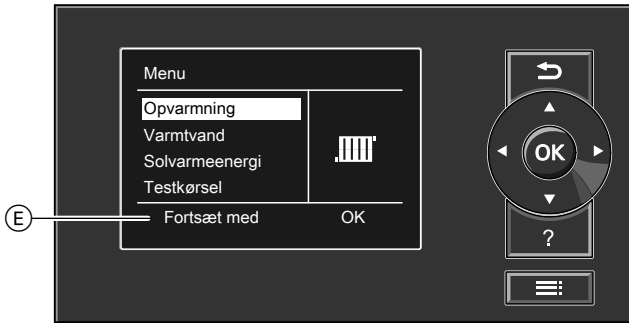 Menu
Opvarmning
Varmtvand
Solvarmeenergi
Testkørsel
Fortsæt med OK
E
OK
?